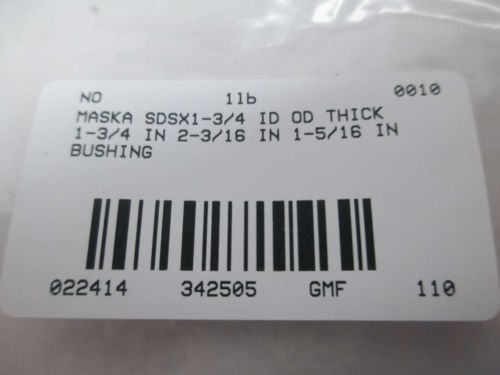 NO 1lb 0010
MASKA SDSX1-3/4 ID OD THICK
1-3/4 IN 2-3/16 IN 1-5/16 IN
BUSHING
022414 342505 GMF 110